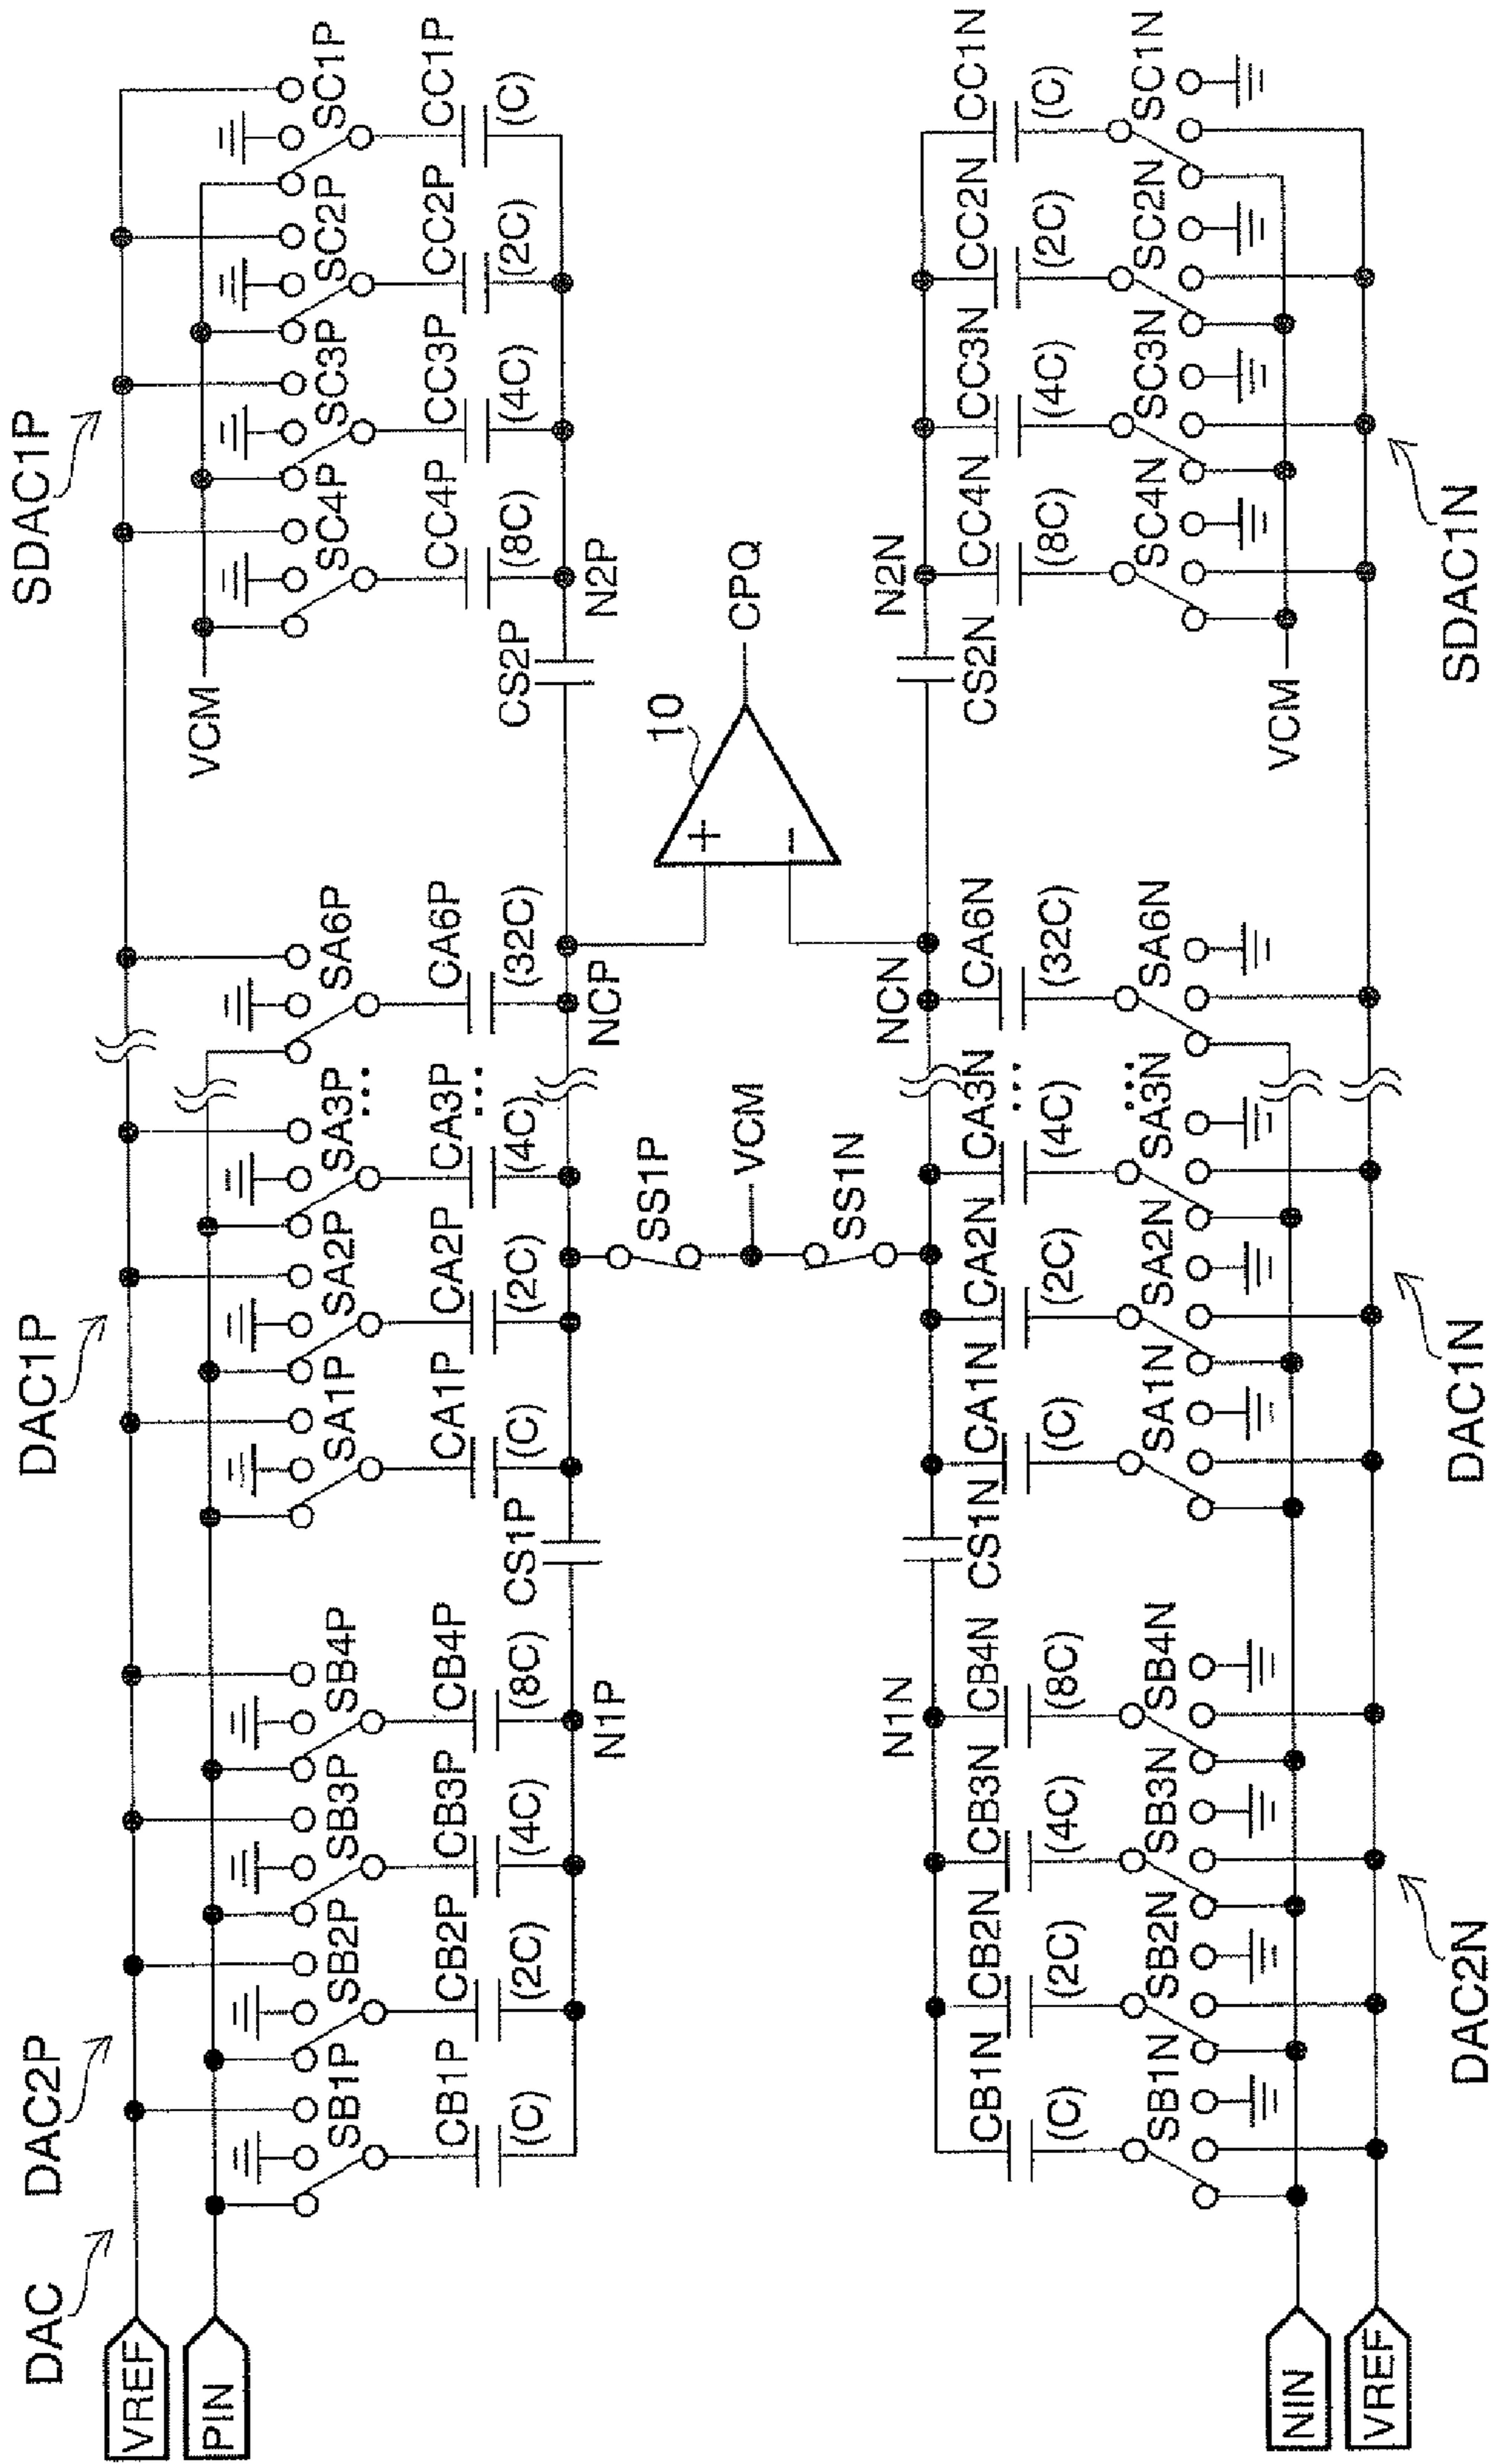 DAC
DAC2P
DAC1P
SDAC1P
VREF
PIN
VCM
SB1P
SB2P
SB3P
SB4P
SA1P
SA2P
SA3P
...
SA6P
SC4P
SC3P
SC2P
SC1P
CB1P
CB2P
CB3P
CB4P
CS1P
CA1P
CA2P
CA3P
...
CA6P
CS2P
CC4P
CC3P
CC2P
CC1P
(C)
(2C)
(4C)
(8C)
(C)
(2C)
(4C)
(32C)
(8C)
(4C)
(2C)
(C)
N1P
NCP
N2P
SS1P
VCM
SS1N
10
+
-
CPQ
N1N
NCN
N2N
CB1N
CB2N
CB3N
CB4N
CS1N
CA1N
CA2N
CA3N
...
CA6N
CS2N
CC4N
CC3N
CC2N
CC1N
(C)
(2C)
(4C)
(8C)
(C)
(2C)
(4C)
(32C)
(8C)
(4C)
(2C)
(C)
SB1N
SB2N
SB3N
SB4N
SA1N
SA2N
SA3N
...
SA6N
SC4N
SC3N
SC2N
SC1N
NIN
VCM
VREF
DAC2N
DAC1N
SDAC1N